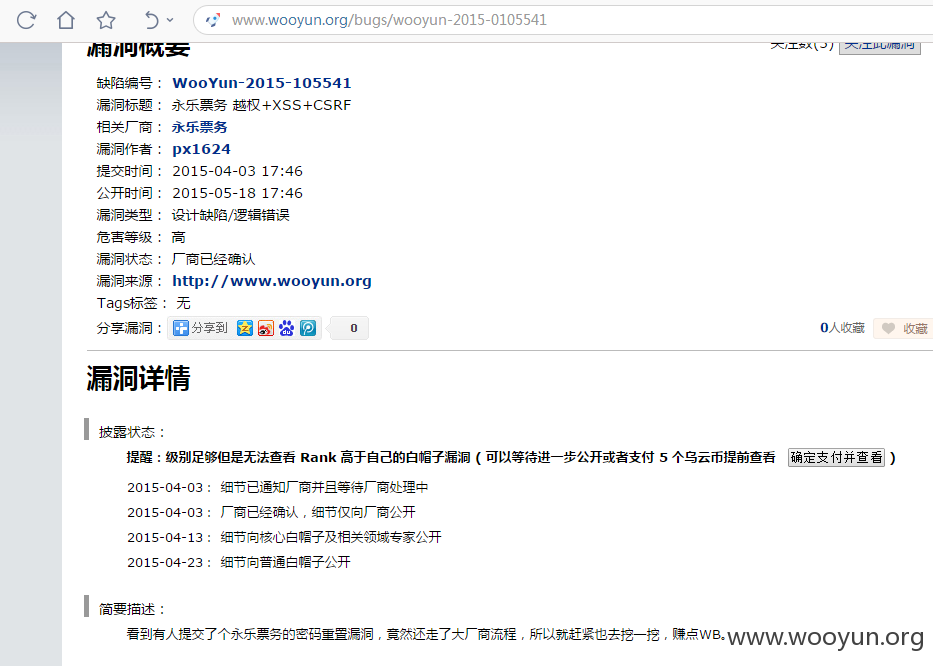 www.wooyun.org/bugs/wooyun-2015-0105541
漏洞概要 关注数(5) 关注此漏洞
缺陷编号： WooYun-2015-105541
漏洞标题： 永乐票务 越权+XSS+CSRF
相关厂商： 永乐票务
漏洞作者： px1624
提交时间： 2015-04-03 17:46
公开时间： 2015-05-18 17:46
漏洞类型： 设计缺陷/逻辑错误
危害等级： 高
漏洞状态： 厂商已经确认
漏洞来源： http://www.wooyun.org
Tags标签： 无
分享漏洞： 分享到 0 0人收藏 收藏
漏洞详情
披露状态：
提醒：级别足够但是无法查看 Rank 高于自己的白帽子漏洞 ( 可以等待进一步公开或者支付 5 个乌云币提前查看 确定支付并查看 )
2015-04-03： 细节已通知厂商并且等待厂商处理中
2015-04-03： 厂商已经确认，细节仅向厂商公开
2015-04-13： 细节向核心白帽子及相关领域专家公开
2015-04-23： 细节向普通白帽子公开
简要描述：
看到有人提交了个永乐票务的密码重置漏洞，竟然还走了大厂商流程，所以就赶紧也去挖一挖，赚点WB。
www.wooyun.org